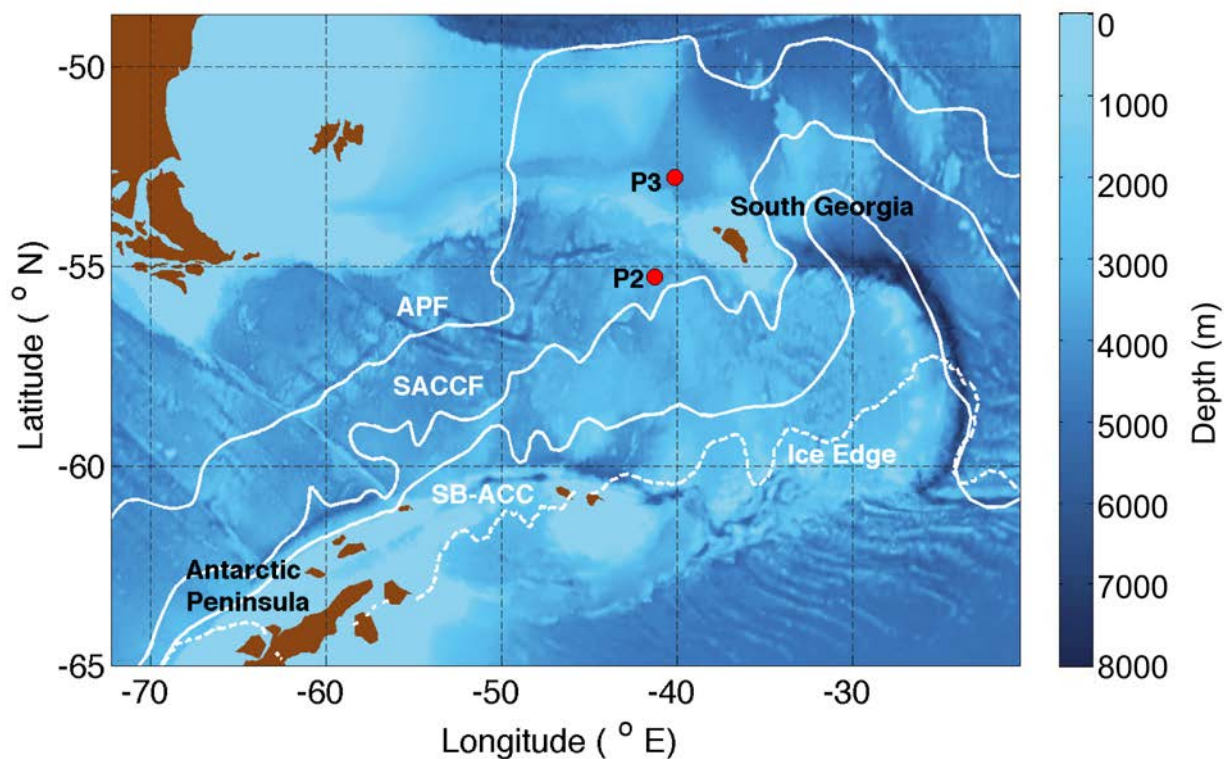 -50
-55
-60
-65
Latitude ( ° N)
-70
-60
-50
-40
-30
Longitude ( ° E)
P3
South Georgia
P2
APF
SACCF
Ice Edge
SB-ACC
Antarctic
Peninsula
0
1000
2000
3000
4000
5000
6000
7000
8000
Depth (m)